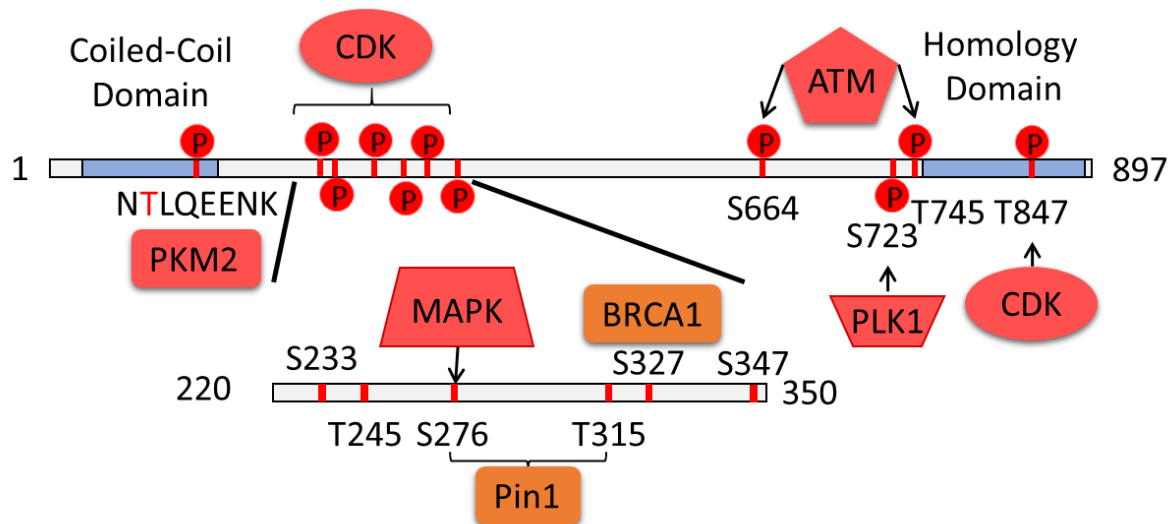 Coiled-Coil
Domain
CDK
ATM
Homology
Domain
P
P
P
P
P
P
P
1
897
P
P
P
P
NTLQEENK
S664
S723
T745 T847
PKM2
MAPK
BRCA1
PLK1
CDK
S233
S327
S347
220
350
T245
S276
T315
Pin1